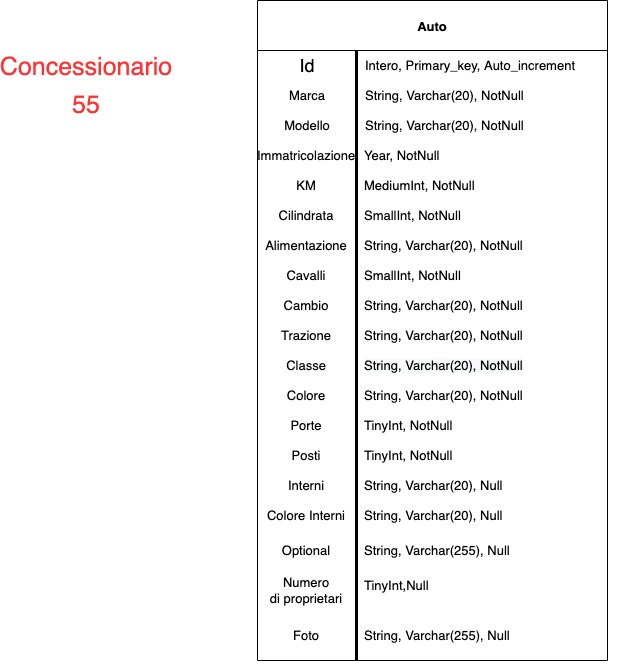 Concessionario
55
Auto
Id Intero, Primary_key, Auto_increment
Marca String, Varchar(20), NotNull
Modello String, Varchar(20), NotNull
Immatricolazione Year, NotNull
KM MediumInt, NotNull
Cilindrata SmallInt, NotNull
Alimentazione String, Varchar(20), NotNull
Cavalli SmallInt, NotNull
Cambio String, Varchar(20), NotNull
Trazione String, Varchar(20), NotNull
Classe String, Varchar(20), NotNull
Colore String, Varchar(20), NotNull
Porte TinyInt, NotNull
Posti TinyInt, NotNull
Interni String, Varchar(20), Null
Colore Interni String, Varchar(20), Null
Optional String, Varchar(255), Null
Numero
di proprietari TinyInt,Null
Foto String, Varchar(255), Null